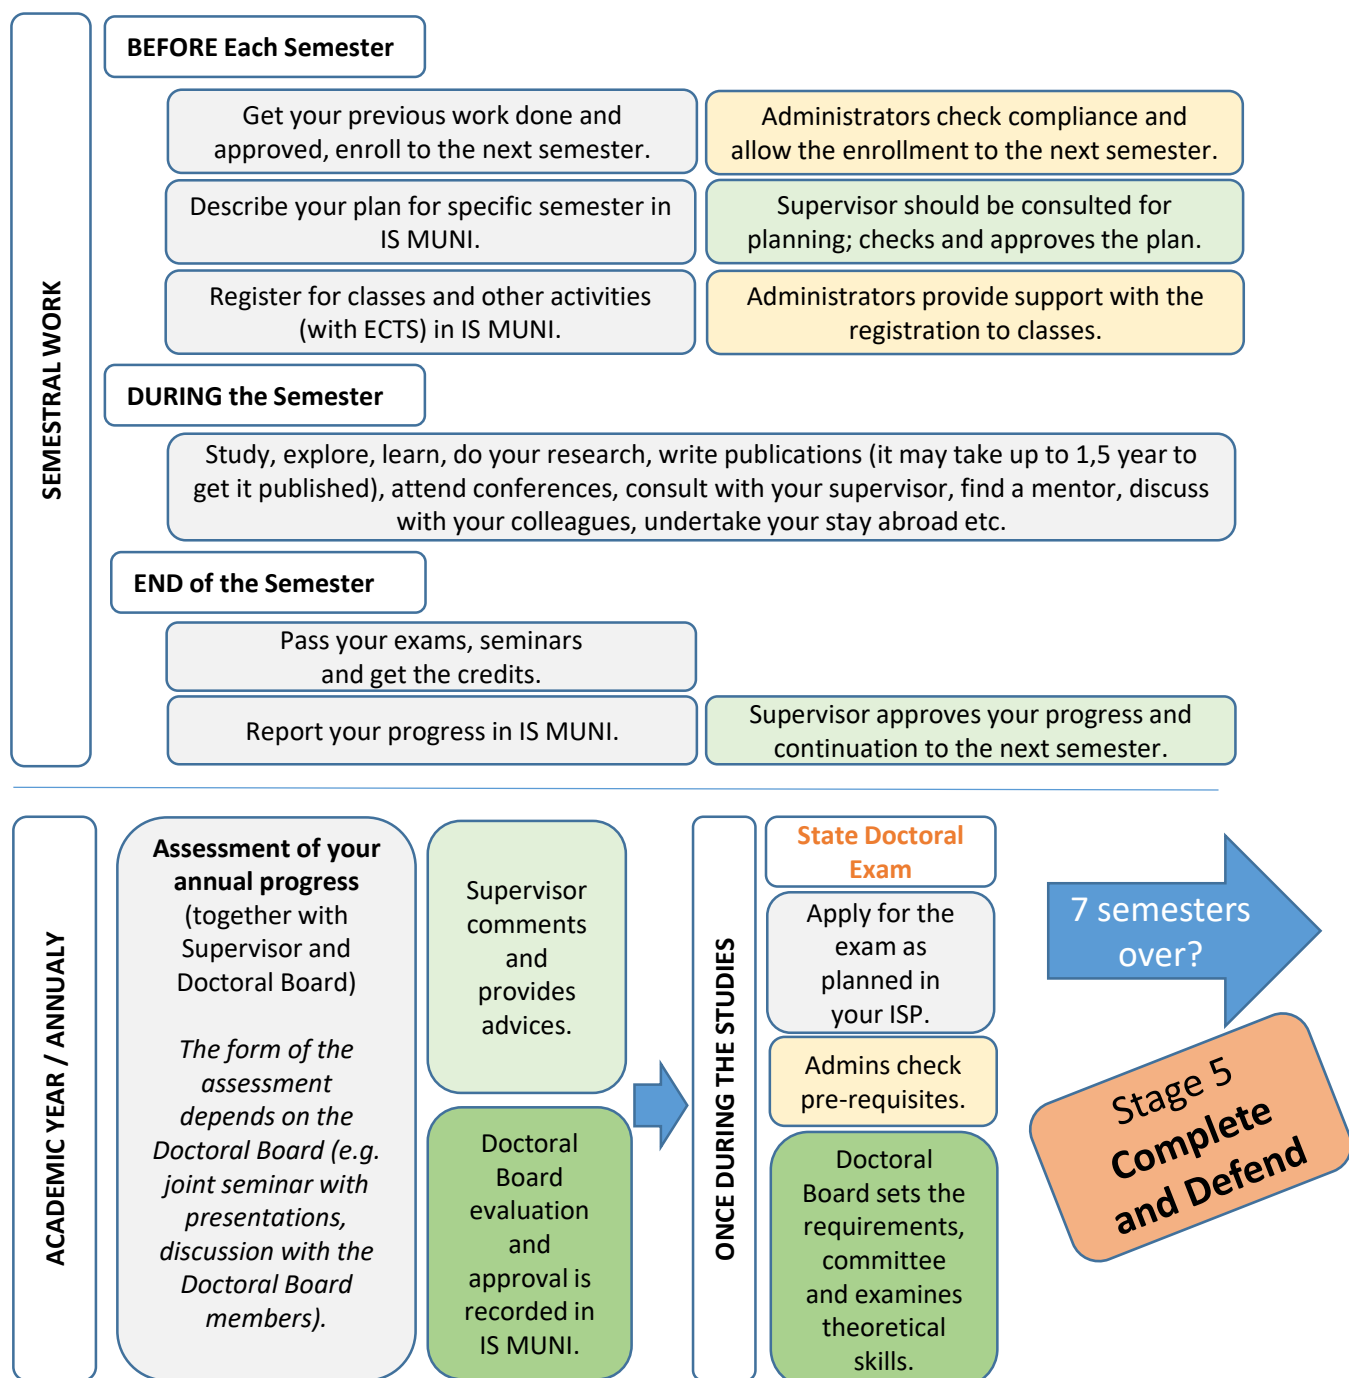 SEMESTRAL WORK
BEFORE Each Semester
Get your previous work done and
approved, enroll to the next semester.
Administrators check compliance and
allow the enrollment to the next semester.
Describe your plan for specific semester in
IS MUNI.
Supervisor should be consulted for
planning; checks and approves the plan.
Register for classes and other activities
(with ECTS) in IS MUNI.
Administrators provide support with the
registration to classes.
DURING the Semester
Study, explore, learn, do your research, write publications (it may take up to 1,5 year to
get it published), attend conferences, consult with your supervisor, find a mentor, discuss
with your colleagues, undertake your stay abroad etc.
END of the Semester
Pass your exams, seminars
and get the credits.
Report your progress in IS MUNI.
Supervisor approves your progress and
continuation to the next semester.
ACADEMIC YEAR / ANNUALY
Assessment of your
annual progress
(together with
Supervisor and
Doctoral Board)
The form of the
assessment
depends on the
Doctoral Board (e.g.
joint seminar with
presentations,
discussion with the
Doctoral Board
members).
Supervisor
comments
and
provides
advices.
Doctoral
Board
evaluation
and
approval is
recorded in
IS MUNI.
ONCE DURING THE STUDIES
State Doctoral
Exam
Apply for the
exam as
planned in
your ISP.
Admins check
pre-requisites.
Doctoral
Board sets the
requirements,
committee
and examines
theoretical
skills.
7 semesters
over?
Stage 5
Complete
and Defend